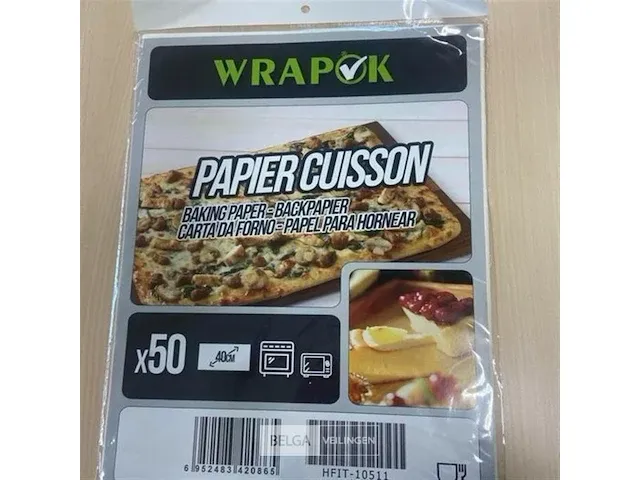 WRAPOK
PAPIER CUISSON
BAKING PAPER - BACKPAPIER
CARTA DA FORNO - PAPEL PARA HORNEAR
x50
40CM
BELGA VEILINGEN
6 952483 420865
HFIT-10511